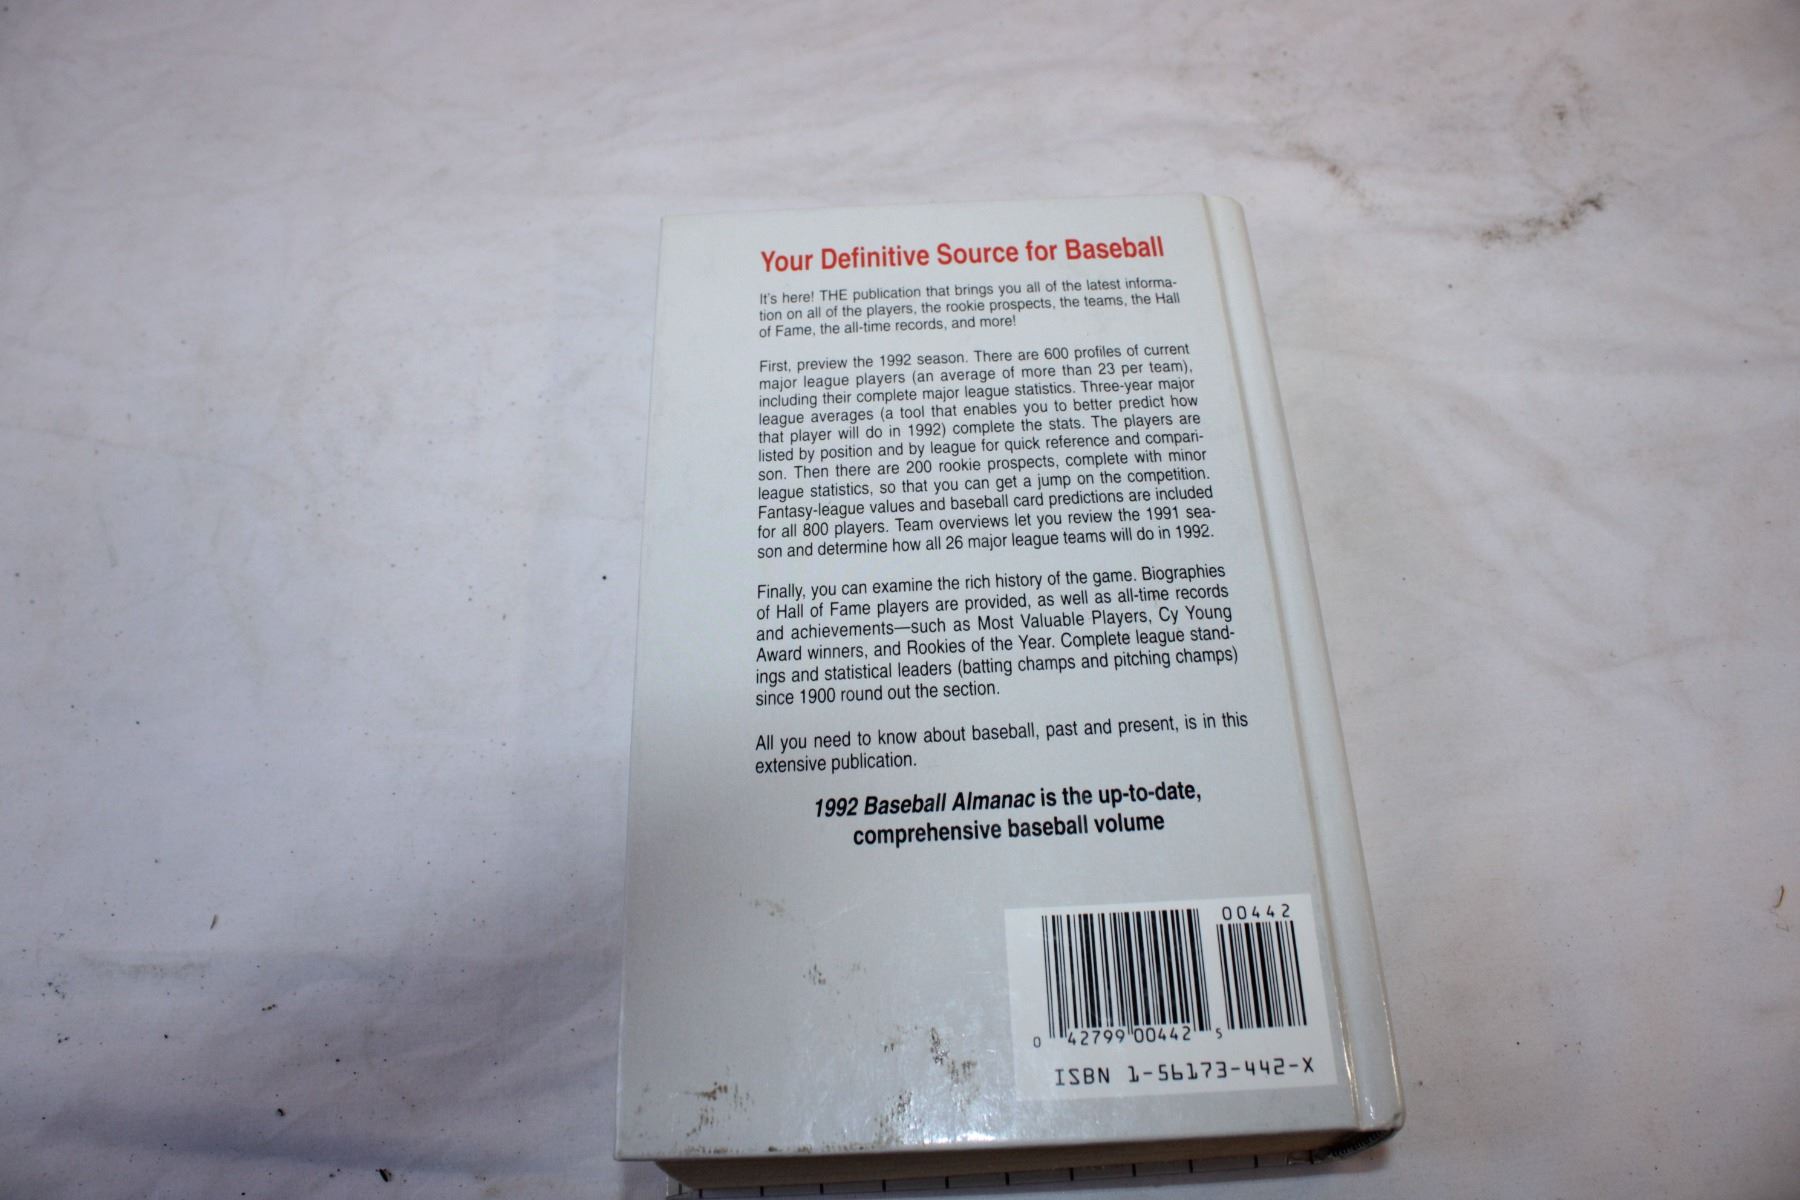 Your Definitive Source for Baseball
It's here! THE publication that brings you all of the latest informa-
tion on all of the players, the rookie prospects, the teams, the Hall
of Fame, the all-time records, and more!
First, preview the 1992 season. There are 600 profiles of current
major league players (an average of more than 23 per team),
including their complete major league statistics. Three-year major
league averages (a tool that enables you to better predict how
that player will do in 1992) complete the stats. The players are
listed by position and by league for quick reference and compari-
son. Then there are 200 rookie prospects, complete with minor
league statistics, so that you can get a jump on the competition.
Fantasy-league values and baseball card predictions are included
for all 800 players. Team overviews let you review the 1991 sea-
son and determine how all 26 major league teams will do in 1992.
Finally, you can examine the rich history of the game. Biographies
of Hall of Fame players are provided, as well as all-time records
and achievements—such as Most Valuable Players, Cy Young
Award winners, and Rookies of the Year. Complete league stand-
ings and statistical leaders (batting champs and pitching champs)
since 1900 round out the section.
All you need to know about baseball, past and present, is in this
extensive publication.
1992 Baseball Almanac is the up-to-date,
comprehensive baseball volume
00442
0 42799 00442 5
ISBN 1-56173-442-X